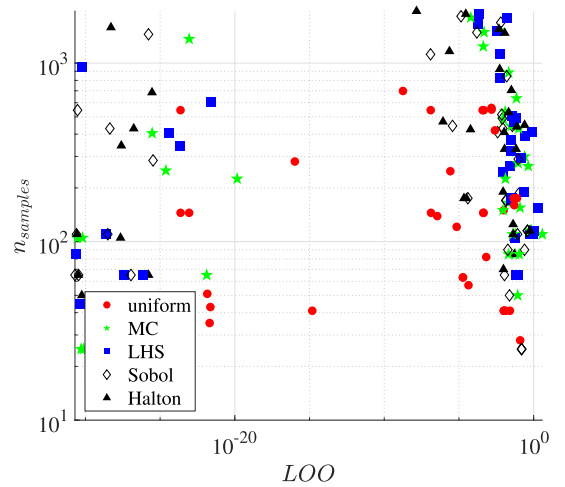 10^3
10^2
10^1
n_samples
uniform
MC
LHS
Sobol
Halton
10^-20
10^0
LOO